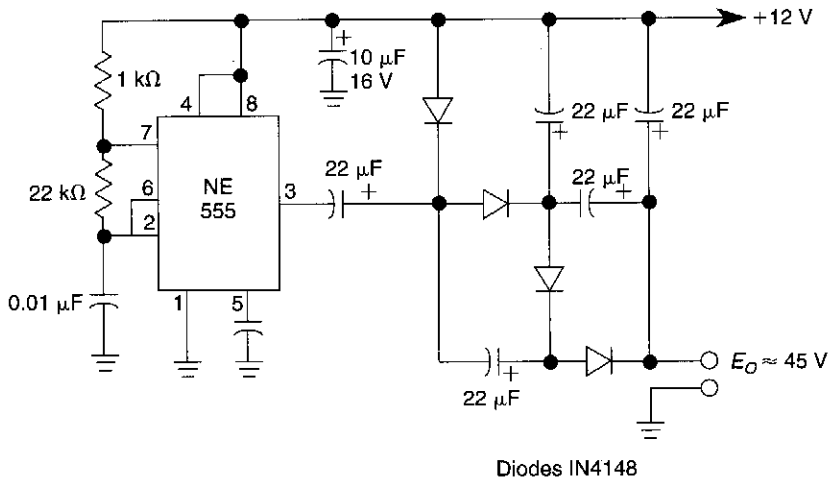 +12 V
1 kΩ
10 µF
16 V
+
4
8
7
22 µF
+
22 µF
+
22 kΩ
6
NE
555
3
22 µF
+
22 µF
+
2
0.01 µF
1
5
22 µF
+
E_O ≈ 45 V
Diodes IN4148